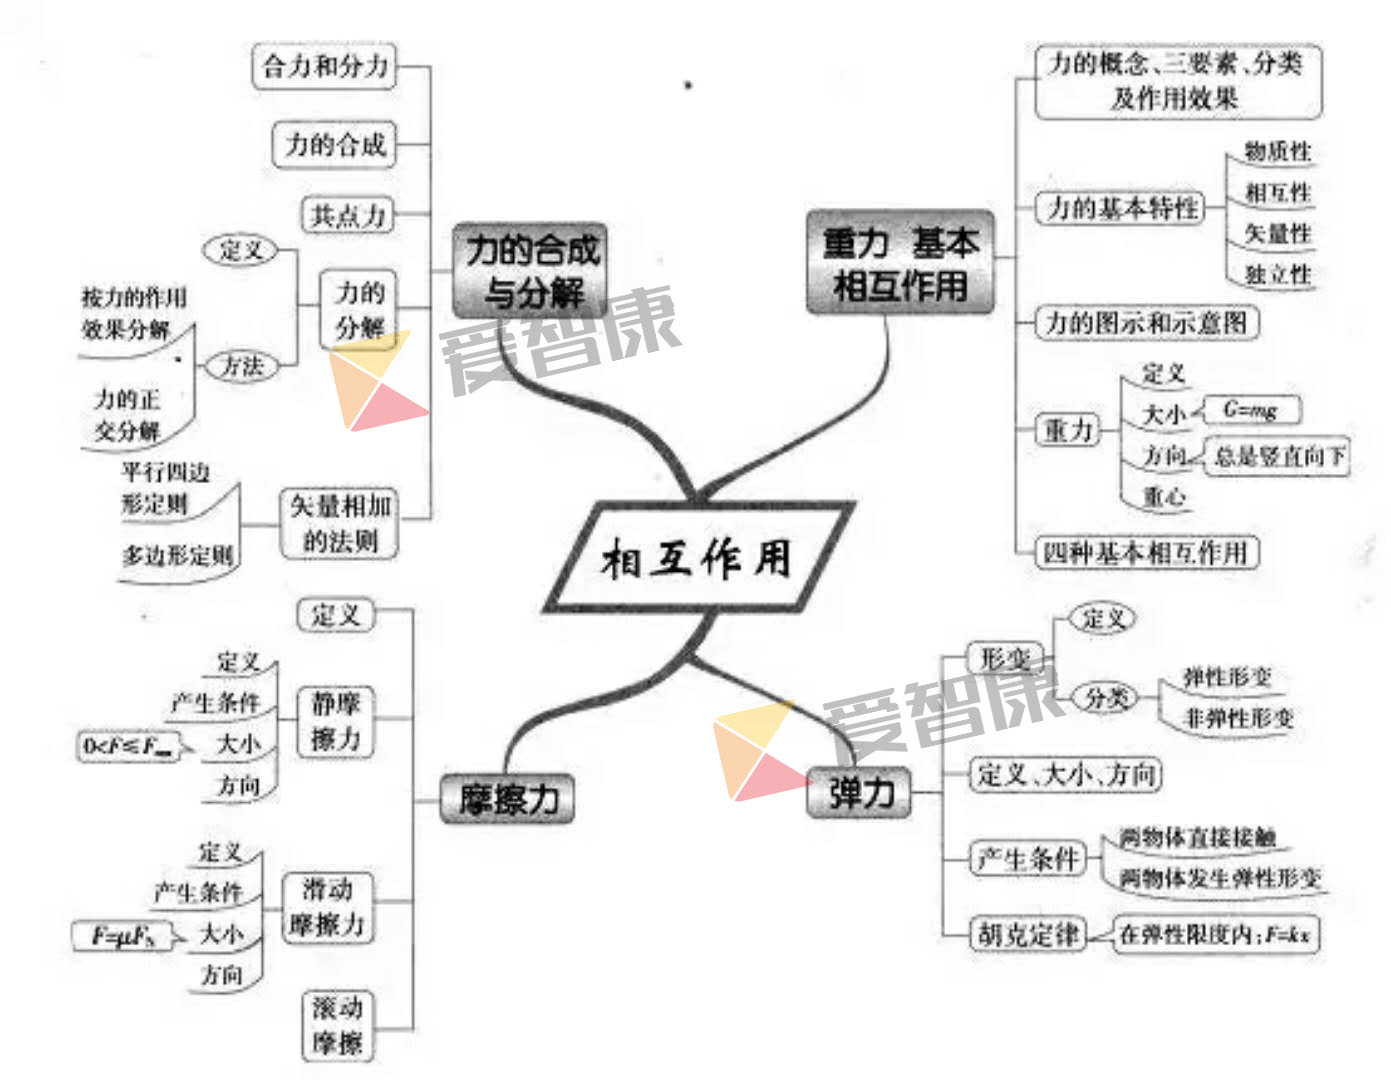 合力和分力
力的合成
共点力
力的合成
与分解
定义
力的
分解
按力的作用
效果分解
方法
力的正
交分解
平行四边
形定则
多边形定则
矢量相加
的法则
重力 基本
相互作用
力的概念、三要素、分类
及作用效果
力的基本特性
物质性
相互性
矢量性
独立性
力的图示和示意图
重力
定义
大小
G=mg
方向
总是竖直向下
重心
四种基本相互作用
爱智康
相互作用
定义
定义
产生条件
静摩
擦力
0<F≤Fmax
大小
方向
摩擦力
定义
产生条件
滑动
摩擦力
F=μFN
大小
方向
滚动
摩擦
形变
定义
分类
弹性形变
非弹性形变
爱智康
弹力
定义、大小、方向
产生条件
两物体直接接触
两物体发生弹性形变
胡克定律
在弹性限度内:F=kx